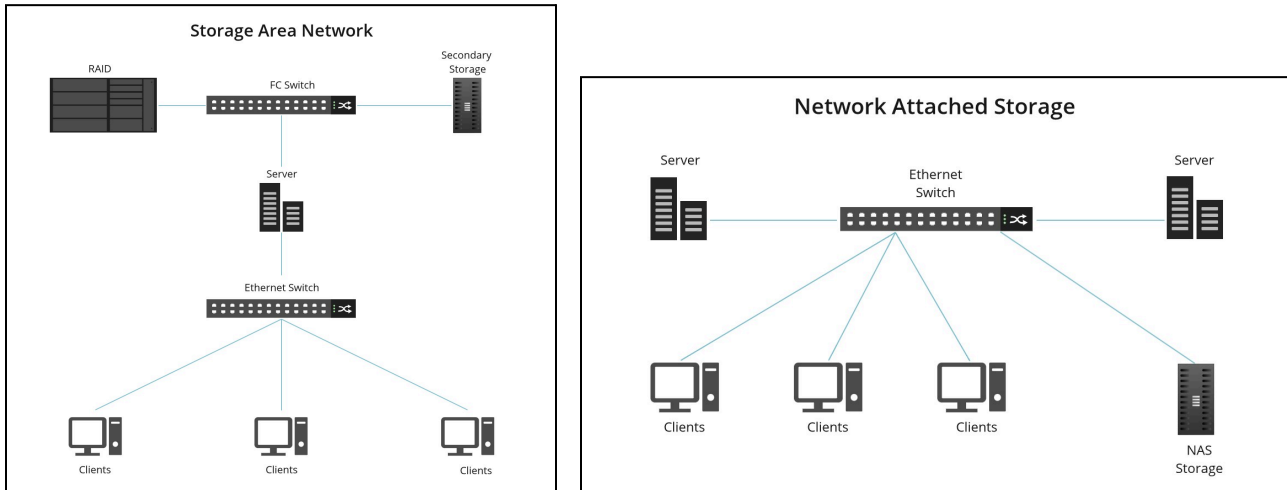 Storage Area Network
RAID
FC Switch
Secondary
Storage
Server
Ethernet Switch
Clients
Clients
Clients
Network Attached Storage
Server
Ethernet
Switch
Server
Clients
Clients
Clients
NAS
Storage